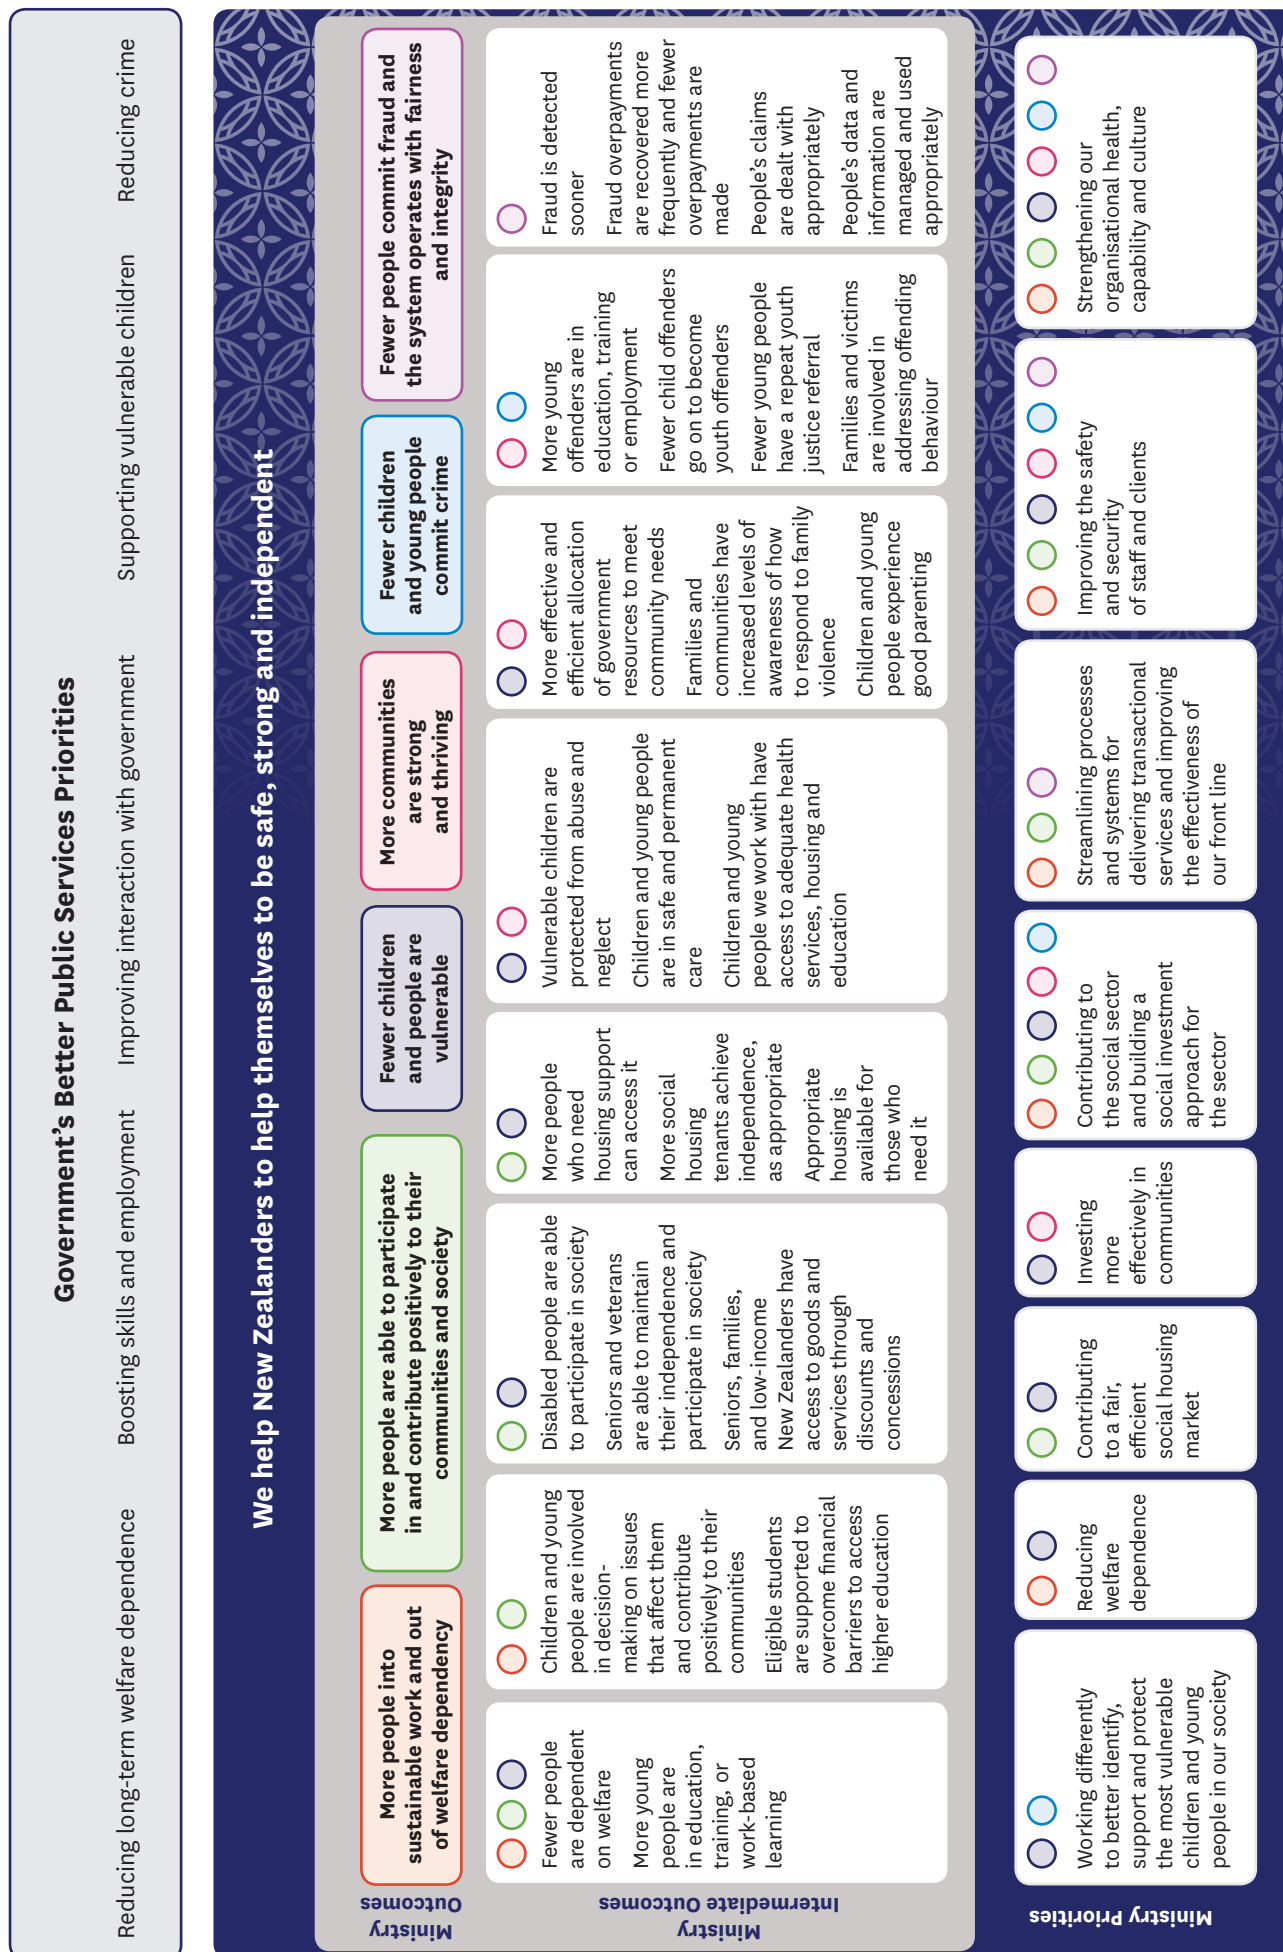 Government's Better Public Services Priorities
Reducing long-term welfare dependence
Boosting skills and employment
Improving interaction with government
Supporting vulnerable children
Reducing crime
We help New Zealanders to help themselves to be safe, strong and independent
Ministry
Outcomes
More people into
sustainable work and out
of welfare dependency
More people are able to participate
in and contribute positively to their
communities and society
Fewer children
and people are
vulnerable
More communities
are strong
and thriving
Fewer children
and young people
commit crime
Fewer people commit fraud and
the system operates with fairness
and integrity
Ministry
Intermediate Outcomes
Fewer people
are dependent
on welfare
More young
people are
in education,
training, or
work-based
learning
Children and young
people are involved
in decision-
making on issues
that affect them
and contribute
positively to their
communities
Eligible students
are supported to
overcome financial
barriers to access
higher education
Disabled people are able
to participate in society
Seniors and veterans
are able to maintain
their independence and
participate in society
Seniors, families,
and low-income
New Zealanders have
access to goods and
services through
discounts and
concessions
More people
who need
housing support
can access it
More social
housing
tenants achieve
independence,
as appropriate
Appropriate
housing is
available for
those who
need it
Vulnerable children are
protected from abuse and
neglect
Children and young people
are in safe and permanent
care
Children and young
people we work with have
access to adequate health
services, housing and
education
More effective and
efficient allocation
of government
resources to meet
community needs
Families and
communities have
increased levels of
awareness of how
to respond to family
violence
Children and young
people experience
good parenting
More young
offenders are in
education, training
or employment
Fewer child offenders
go on to become
youth offenders
Fewer young people
have a repeat youth
justice referral
Families and victims
are involved in
addressing offending
behaviour
Fraud is detected
sooner
Fraud overpayments
are recovered more
frequently and fewer
overpayments are
made
People's claims
are dealt with
appropriately
People's data and
information are
managed and used
appropriately
Ministry Priorities
Working differently
to better identify,
support and protect
the most vulnerable
children and young
people in our society
Reducing
welfare
dependence
Contributing
to a fair,
efficient
social housing
market
Investing
more
effectively in
communities
Contributing to
the social sector
and building a
social investment
approach for
the sector
Streamlining processes
and systems for
delivering transactional
services and improving
the effectiveness of
our front line
Improving the safety
and security
of staff and clients
Strengthening our
organisational health,
capability and culture